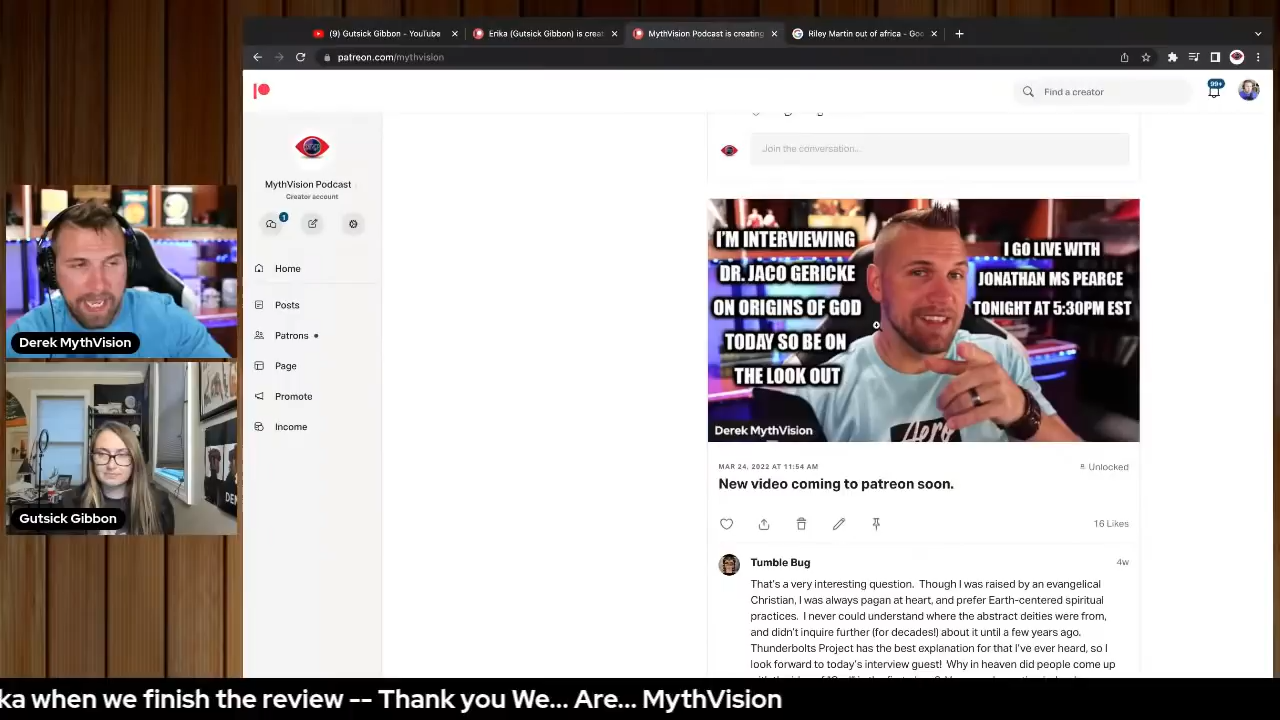 (9) Gutsick Gibbon - YouTube
Erika (Gutsick Gibbon) is creat
MythVision Podcast is creating
Riley Martin out of africa - Goo
patreon.com/mythvision
Find a creator
99+
MythVision Podcast
Creator account
1
Home
Posts
Patrons
Page
Promote
Income
Join the conversation...
I'M INTERVIEWING
DR. JACO GERICKE
ON ORIGINS OF GOD
TODAY SO BE ON
THE LOOK OUT
I GO LIVE WITH
JONATHAN MS PEARCE
TONIGHT AT 5:30PM EST
Aero
Derek MythVision
MAR 24, 2022 AT 11:54 AM
Unlocked
New video coming to patreon soon.
16 Likes
Tumble Bug
4w
That's a very interesting question. Though I was raised by an evangelical
Christian, I was always pagan at heart, and prefer Earth-centered spiritual
practices. I never could understand where the abstract deities were from,
and didn't inquire further (for decades!) about it until a few years ago.
Thunderbolts Project has the best explanation for that I've ever heard, so I
look forward to today's interview guest! Why in heaven did people come up
Derek MythVision
DEN
Gutsick Gibbon
ka when we finish the review -- Thank you We... Are... MythVision